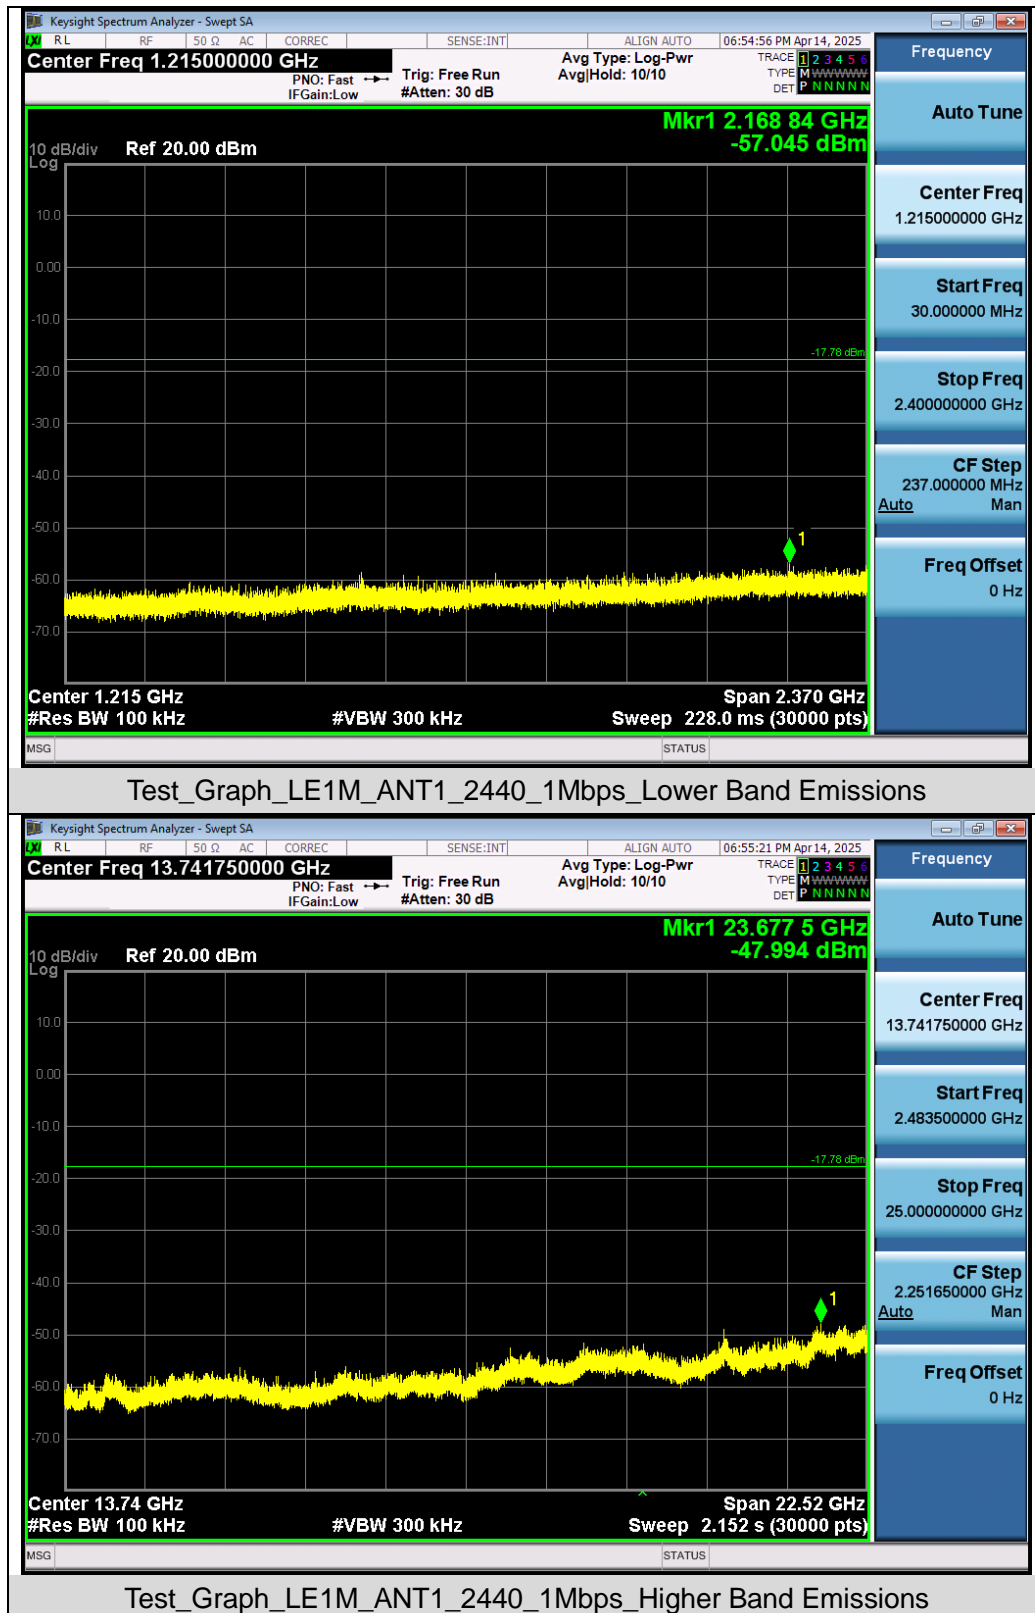 Keysight Spectrum Analyzer - Swept SA
LXI RL RF 50 Ω AC CORREC SENSE:INT ALIGN AUTO 06:54:56 PM Apr 14, 2025
Center Freq 1.215000000 GHz
PNO: Fast
IFGain:Low
Trig: Free Run
#Atten: 30 dB
Avg Type: Log-Pwr
Avg|Hold: 10/10
TRACE 1 2 3 4 5 6
TYPE M W W W W W
DET P N N N N N
Frequency
Auto Tune
Center Freq
1.215000000 GHz
Start Freq
30.000000 MHz
Stop Freq
2.400000000 GHz
CF Step
237.000000 MHz
Auto Man
Freq Offset
0 Hz
Mkr1 2.168 84 GHz
-57.045 dBm
10 dB/div Ref 20.00 dBm
Log
10.0
0.00
-10.0
-17.78 dBm
-20.0
-30.0
-40.0
-50.0
1
-60.0
-70.0
Center 1.215 GHz Span 2.370 GHz
#Res BW 100 kHz #VBW 300 kHz Sweep 228.0 ms (30000 pts)
MSG STATUS
Test_Graph_LE1M_ANT1_2440_1Mbps_Lower Band Emissions
Keysight Spectrum Analyzer - Swept SA
LXI RL RF 50 Ω AC CORREC SENSE:INT ALIGN AUTO 06:55:21 PM Apr 14, 2025
Center Freq 13.741750000 GHz
PNO: Fast
IFGain:Low
Trig: Free Run
#Atten: 30 dB
Avg Type: Log-Pwr
Avg|Hold: 10/10
TRACE 1 2 3 4 5 6
TYPE M W W W W W
DET P N N N N N
Frequency
Auto Tune
Center Freq
13.741750000 GHz
Start Freq
2.483500000 GHz
Stop Freq
25.000000000 GHz
CF Step
2.251650000 GHz
Auto Man
Freq Offset
0 Hz
Mkr1 23.677 5 GHz
-47.994 dBm
10 dB/div Ref 20.00 dBm
Log
10.0
0.00
-10.0
-17.78 dBm
-20.0
-30.0
-40.0
1
-50.0
-60.0
-70.0
Center 13.74 GHz Span 22.52 GHz
#Res BW 100 kHz #VBW 300 kHz Sweep 2.152 s (30000 pts)
MSG STATUS
Test_Graph_LE1M_ANT1_2440_1Mbps_Higher Band Emissions